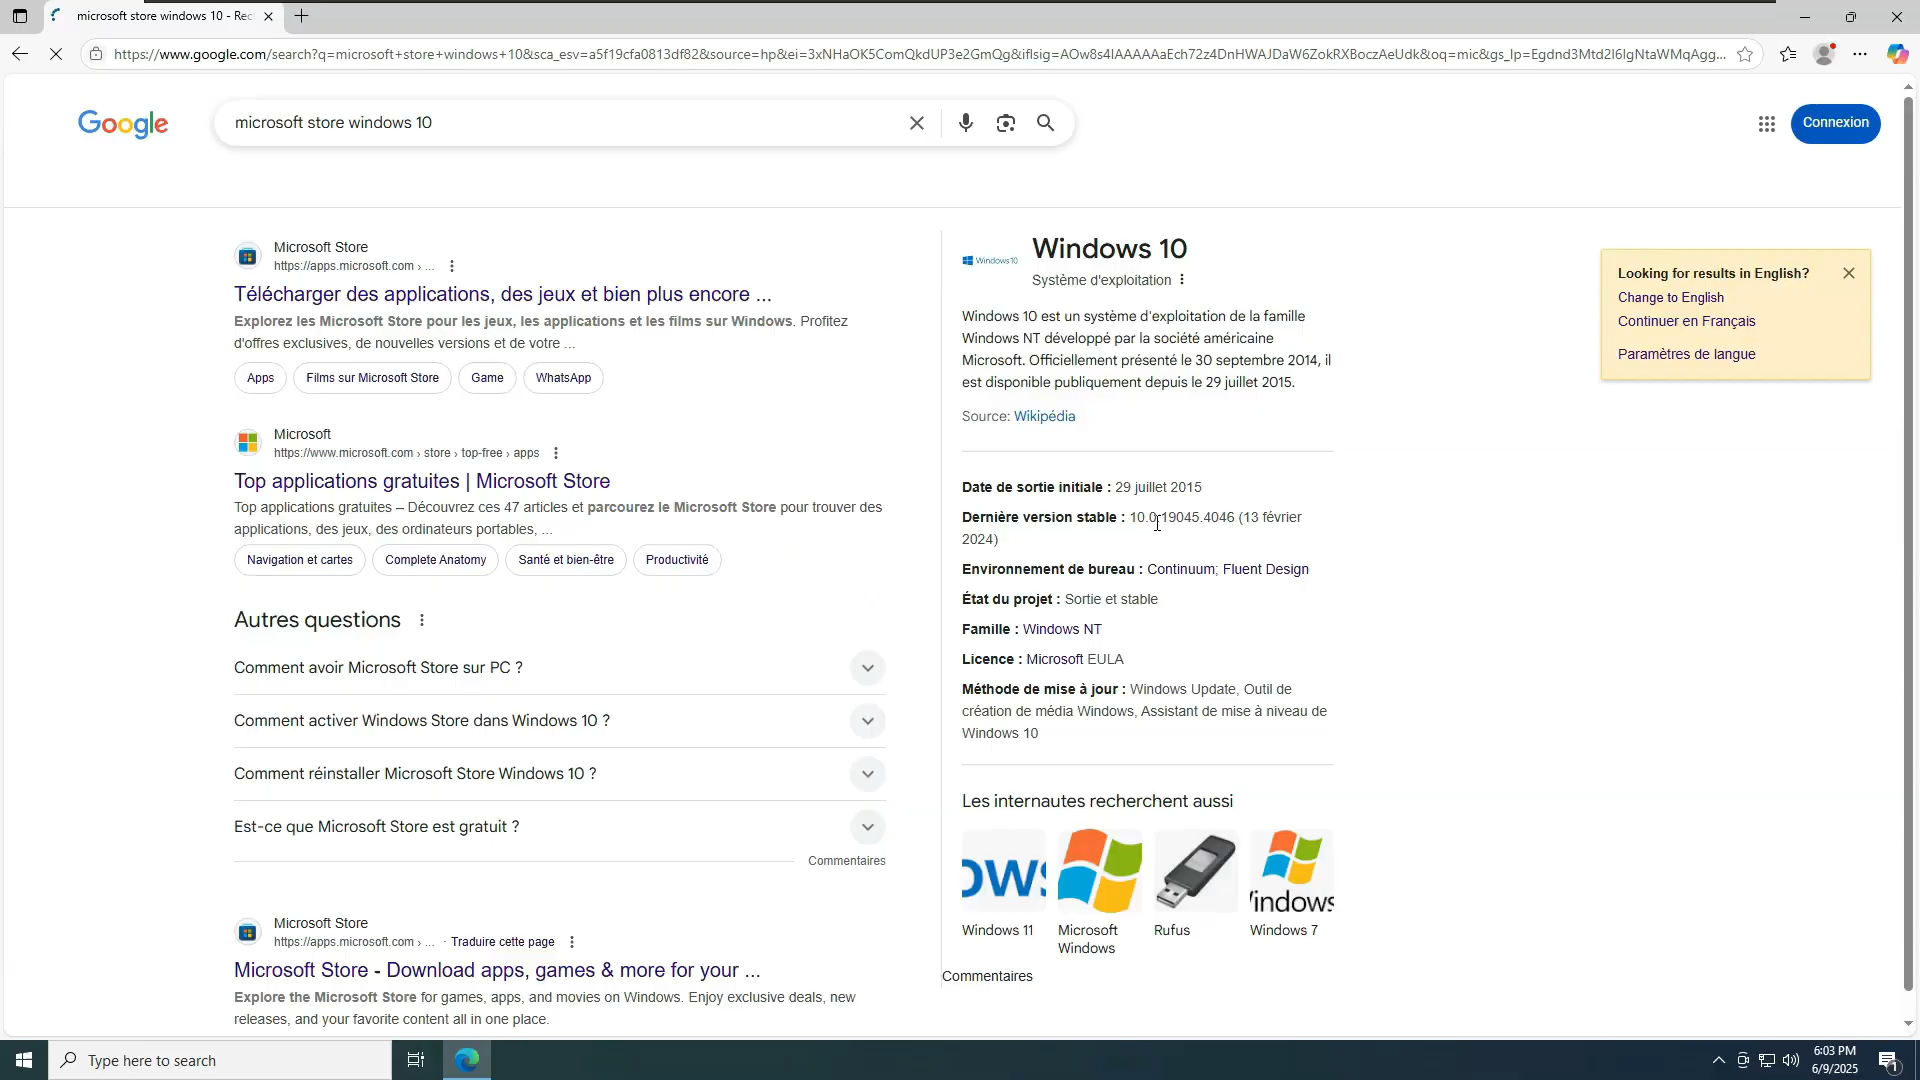 microsoft store windows 10 - Rec
https://www.google.com/search?q=microsoft+store+windows+10&sca_esv=a5f19cfa0813df82&source=hp&ei=3xNHaOK5ComQkdUP3e2GmQg&iflsig=AOw8s4IAAAAAaEch72z4DnHWAJDaW6ZokRXBoczAeUdk&oq=mic&gs_lp=Egdnd3Mtd2l6IgNtaWMqAgg...
Google
microsoft store windows 10
Connexion
Microsoft Store
https://apps.microsoft.com › ...
Télécharger des applications, des jeux et bien plus encore ...
Explorez les Microsoft Store pour les jeux, les applications et les films sur Windows. Profitez
d'offres exclusives, de nouvelles versions et de votre ...
Apps
Films sur Microsoft Store
Game
WhatsApp
Microsoft
https://www.microsoft.com › store › top-free › apps
Top applications gratuites | Microsoft Store
Top applications gratuites – Découvrez ces 47 articles et parcourez le Microsoft Store pour trouver des
applications, des jeux, des ordinateurs portables, ...
Navigation et cartes
Complete Anatomy
Santé et bien-être
Productivité
Autres questions
Comment avoir Microsoft Store sur PC ?
Comment activer Windows Store dans Windows 10 ?
Comment réinstaller Microsoft Store Windows 10 ?
Est-ce que Microsoft Store est gratuit ?
Commentaires
Microsoft Store
https://apps.microsoft.com › ... · Traduire cette page
Microsoft Store - Download apps, games & more for your ...
Explore the Microsoft Store for games, apps, and movies on Windows. Enjoy exclusive deals, new
releases, and your favorite content all in one place.
Windows10
Windows 10
Système d'exploitation
Windows 10 est un système d'exploitation de la famille
Windows NT développé par la société américaine
Microsoft. Officiellement présenté le 30 septembre 2014, il
est disponible publiquement depuis le 29 juillet 2015.
Source: Wikipédia
Date de sortie initiale : 29 juillet 2015
Dernière version stable : 10.0.19045.4046 (13 février
2024)
Environnement de bureau : Continuum; Fluent Design
État du projet : Sortie et stable
Famille : Windows NT
Licence : Microsoft EULA
Méthode de mise à jour : Windows Update, Outil de
création de média Windows, Assistant de mise à niveau de
Windows 10
Les internautes recherchent aussi
ows
indows
Windows 11
Microsoft
Windows
Rufus
Windows 7
Commentaires
Looking for results in English?
Change to English
Continuer en Français
Paramètres de langue
Type here to search
6:03 PM
6/9/2025
1